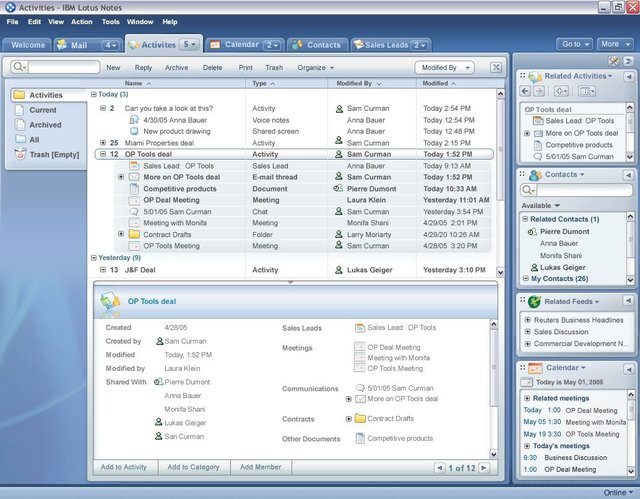 Activities - IBM Lotus Notes
File Edit View Action Tools Window Help
Welcome Mail 4 Activites 5 Calendar 2 Contacts Sales Leads 2 Go to More
New Reply Archive Delete Print Trash Organize Modified By
Activities
Current
Archived
All
Trash [Empty]
Name Type Modified By Modified
Today (3)
2 Can you take a look at this? Activity Sam Curman Today 2:54 PM
4/30/05 Anna Bauer Voice notes Anna Bauer Today 12:54 PM
New product drawing Shared screen Anna Bauer Today 12:48 PM
25 Miami Properties deal Activity Sam Curman Today 2:15 PM
12 OP Tools deal Activity Sam Curman Today 1:52 PM
Sales Lead: OP Tools Sales Lead Anna Bauer Today 9:13 AM
More on OP Tools deal E-mail thread Sam Curman Today 1:52 PM
Competitive products Document Pierre Dumont Today 10:33 AM
OP Deal Meeting Meeting Laura Klein Yesterday 11:01 AM
5/01/05 Sam Curman Chat Sam Curman Yesterday 3:54 PM
Meeting with Monifa Meeting Monifa Shani 4/29/05 2:01 PM
Contract Drafts Folder Larry Moriarty 4/29/20 10:26 AM
OP Tools Meeting Meeting Sam Curman 4/28/05 3:20 PM
Yesterday (9)
13 J&F Deal Activity Lukas Geiger Yesterday 3:10 PM
OP Tools deal
Created 4/28/05
Created by Sam Curman
Modified Today, 1:52 PM
Modified by Laura Klein
Shared With Pierre Dumont
Anna Bauer
Monifa Shani
Lukas Geiger
Sam Curman
Sales Leads Sales Lead: OP Tools
Meetings OP Deal Meeting
Meeting with Monifa
OP Tools Meeting
Communications 5/01/05 Sam Curman
More on OP Tools deal
Contracts Contract Drafts
Other Documents Competitive products
Add to Activity Add to Category Add Member 1 of 12
Related Activities
OP Tools deal
Sales Lead: OP Tools
More on OP Tools deal
Competitive products
5/01/05 Sam Curman
Contacts
Available
Related Contacts (1)
Pierre Dumont
Anna Bauer
Monifa Shani
Lukas Geiger
My Contacts (26)
Related Feeds
Reuters Business Headlines
Sales Discussion
Commercial Development N...
Calendar
Today is May 01, 2006
Related meetings
Today 1:00 OP Deal Meeting
May 05 1:30 Meeting with Monifa
May 19 3:30 OP Tools Meeting
Today's meetings
9:30 Business Discussion
1:00 OP Deal Meeting
Online